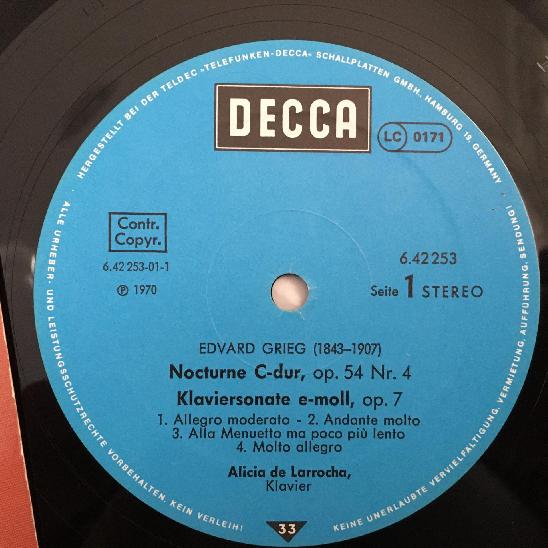 HERGESTELLT BEI DER TELDEC »TELEFUNKEN-DECCA« SCHALLPLATTEN GMBH, HAMBURG 19, GERMANY
DECCA
LC 0171
Contr.
Copyr.
6.42 253-01-1
℗ 1970
6.42 253
Seite 1 STEREO
EDVARD GRIEG (1843–1907)
Nocturne C-dur, op. 54 Nr. 4
Klaviersonate e-moll, op. 7
1. Allegro moderato - 2. Andante molto
3. Alla Menuetto ma poco più lento
4. Molto allegro
Alicia de Larrocha,
Klavier
33
ALLE URHEBER- UND LEISTUNGSSCHUTZRECHTE VORBEHALTEN. KEIN VERLEIH!
KEINE UNERLAUBTE VERVIELFÄLTIGUNG, VERMIETUNG, AUFFÜHRUNG, SENDUNG!